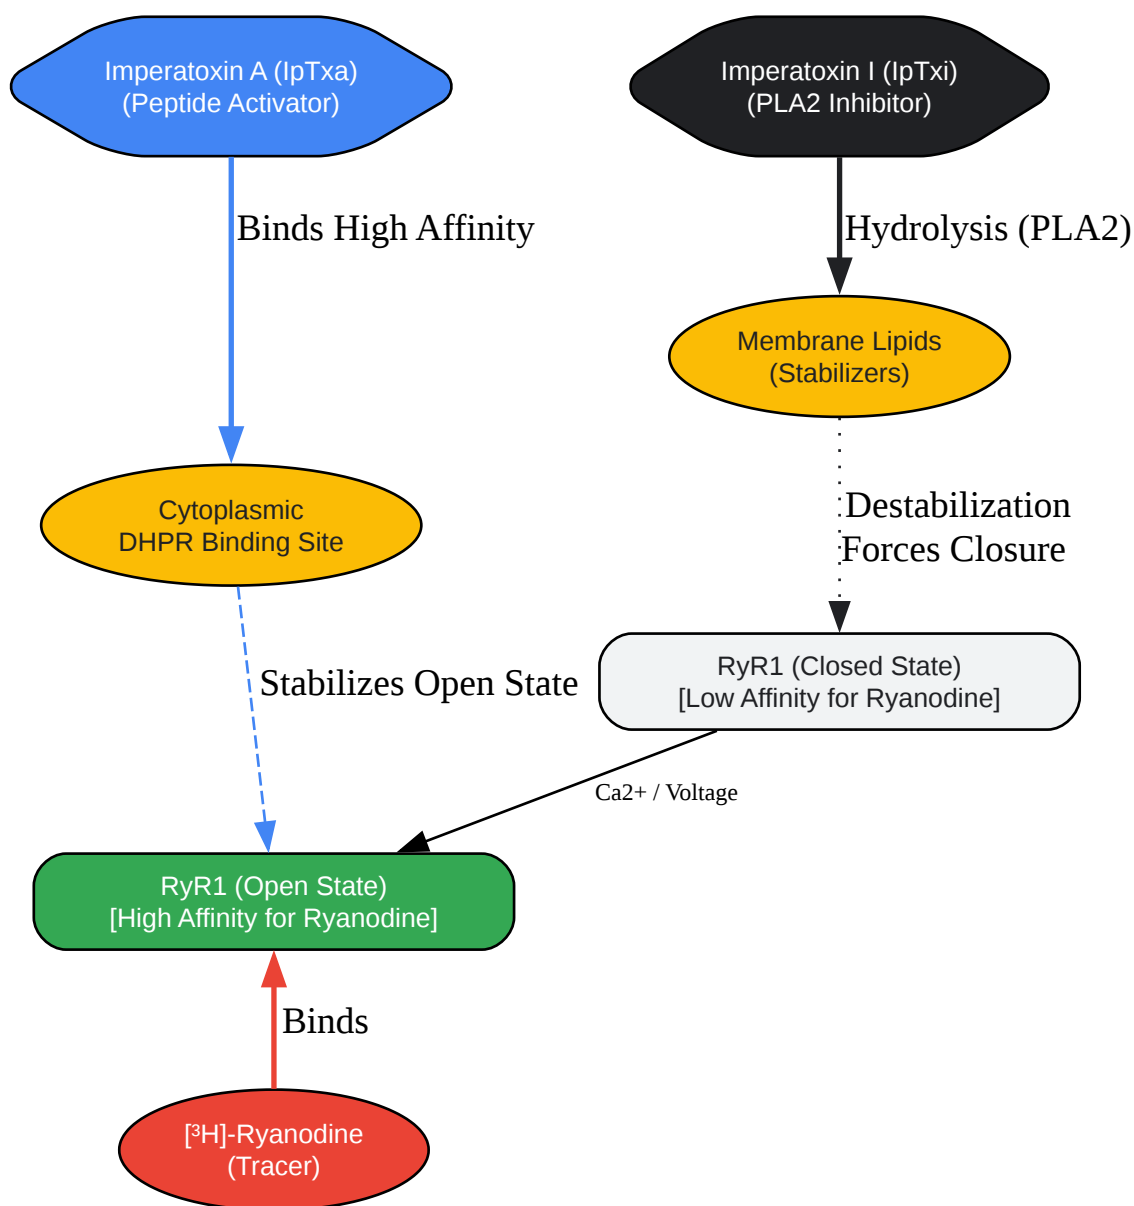 Imperatoxin A (IpTxa)
(Peptide Activator)
Imperatoxin I (IpTxi)
(PLA2 Inhibitor)
Binds High Affinity
Hydrolysis (PLA2)
Membrane Lipids
(Stabilizers)
Cytoplasmic
DHPR Binding Site
Destabilization
Forces Closure
Stabilizes Open State
RyR1 (Closed State)
[Low Affinity for Ryanodine]
Ca2+ / Voltage
RyR1 (Open State)
[High Affinity for Ryanodine]
Binds
[³H]-Ryanodine
(Tracer)